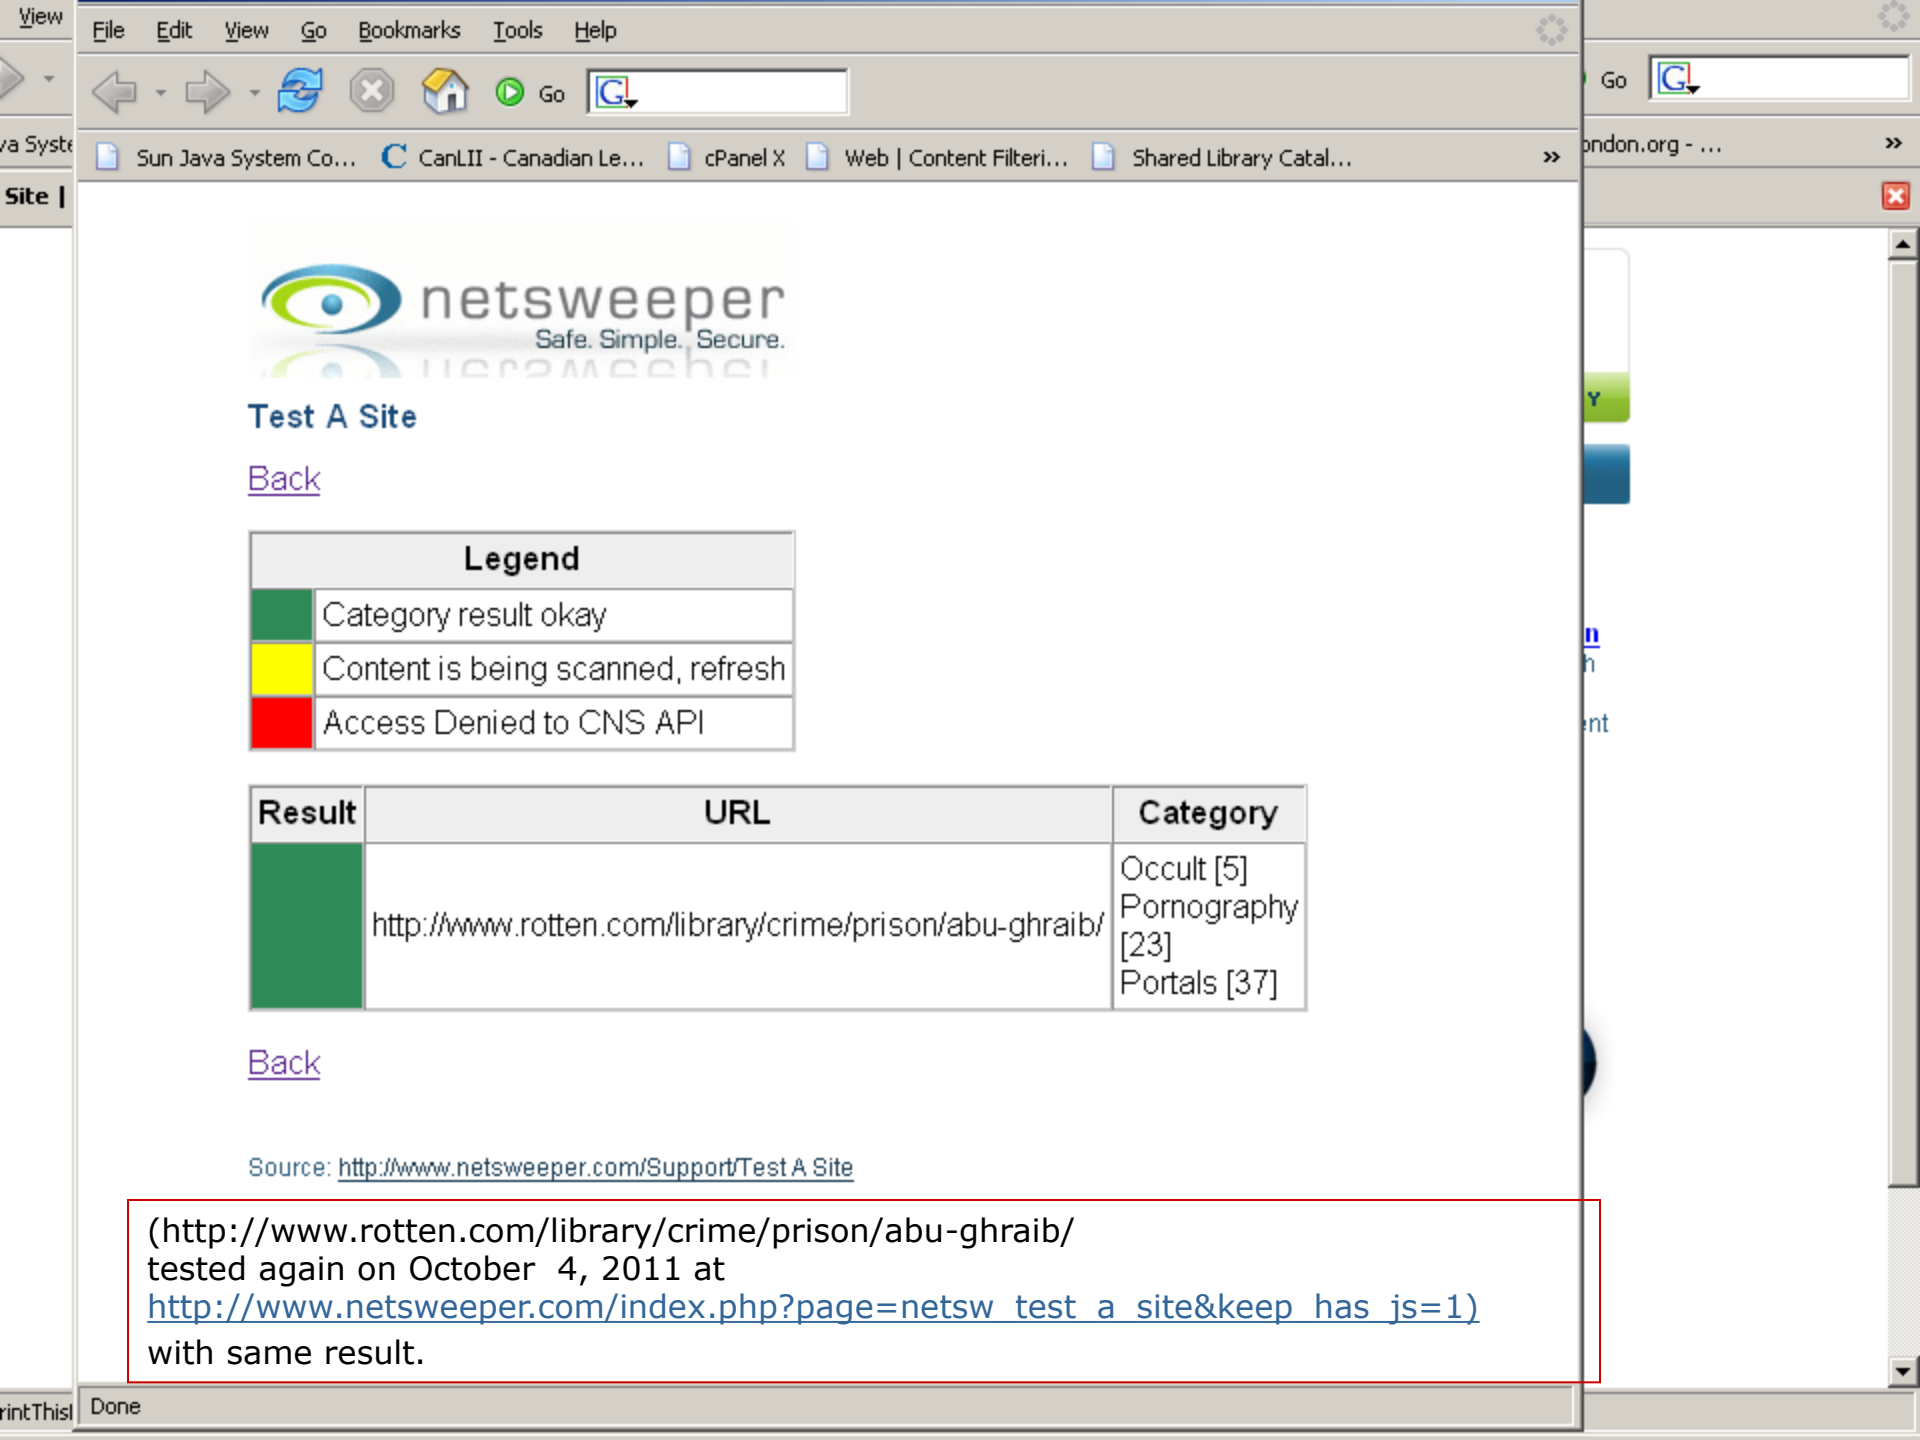 View
File Edit View Go Bookmarks Tools Help
Go
Go
Sun Java System Co... CanLII - Canadian Le... cPanel X Web | Content Filteri... Shared Library Catal... »
ondon.org - ... »
Site |
netsweeper
Safe. Simple. Secure.
Test A Site
Y
Back
Legend
Category result okay
Content is being scanned, refresh
Access Denied to CNS API
Result URL Category
http://www.rotten.com/library/crime/prison/abu-ghraib/
Occult [5]
Pornography
[23]
Portals [37]
Back
Source: http://www.netsweeper.com/Support/Test A Site
(http://www.rotten.com/library/crime/prison/abu-ghraib/
tested again on October 4, 2011 at
http://www.netsweeper.com/index.php?page=netsw_test_a_site&keep_has_js=1)
with same result.
Done